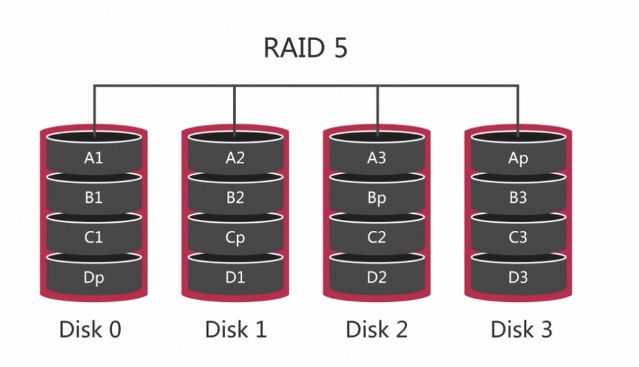 RAID 5
A1 A2 A3 Ap
B1 B2 Bp B3
C1 Cp C2 C3
Dp D1 D2 D3
Disk 0 Disk 1 Disk 2 Disk 3